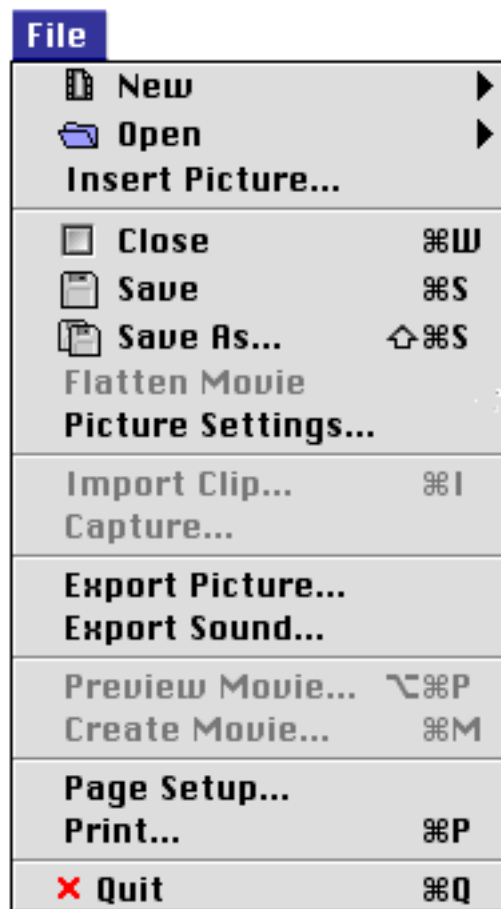 File
New
Open
Insert Picture...
Close ⌘W
Save ⌘S
Save As... ⇧⌘S
Flatten Movie
Picture Settings...
Import Clip... ⌘I
Capture...
Export Picture...
Export Sound...
Preview Movie... ⌥⌘P
Create Movie... ⌘M
Page Setup...
Print... ⌘P
Quit ⌘Q